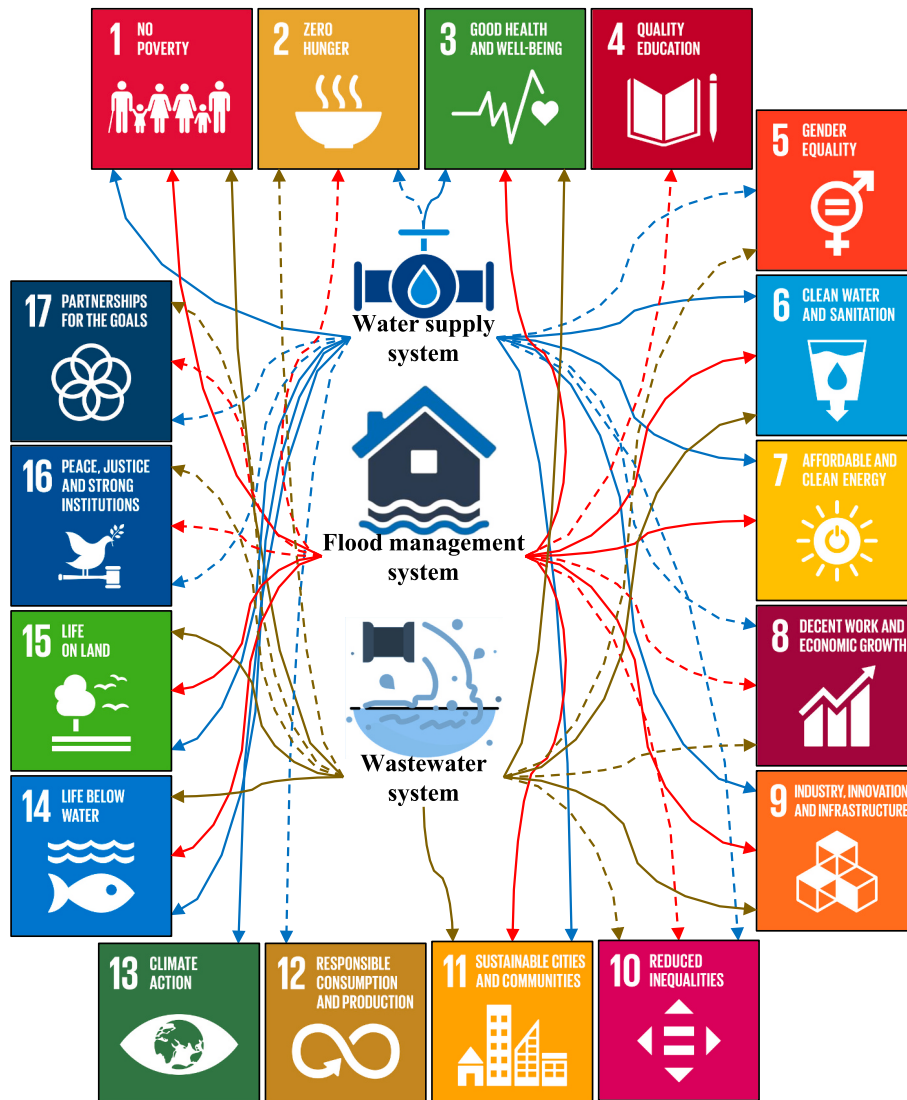 1 NO
POVERTY
2 ZERO
HUNGER
3 GOOD HEALTH
AND WELL-BEING
4 QUALITY
EDUCATION
5 GENDER
EQUALITY
17 PARTNERSHIPS
FOR THE GOALS
Water supply
system
6 CLEAN WATER
AND SANITATION
16 PEACE, JUSTICE
AND STRONG
INSTITUTIONS
7 AFFORDABLE AND
CLEAN ENERGY
Flood management
system
15 LIFE
ON LAND
8 DECENT WORK AND
ECONOMIC GROWTH
Wastewater
system
14 LIFE BELOW
WATER
9 INDUSTRY, INNOVATION
AND INFRASTRUCTURE
13 CLIMATE
ACTION
12 RESPONSIBLE
CONSUMPTION
AND PRODUCTION
11 SUSTAINABLE CITIES
AND COMMUNITIES
10 REDUCED
INEQUALITIES